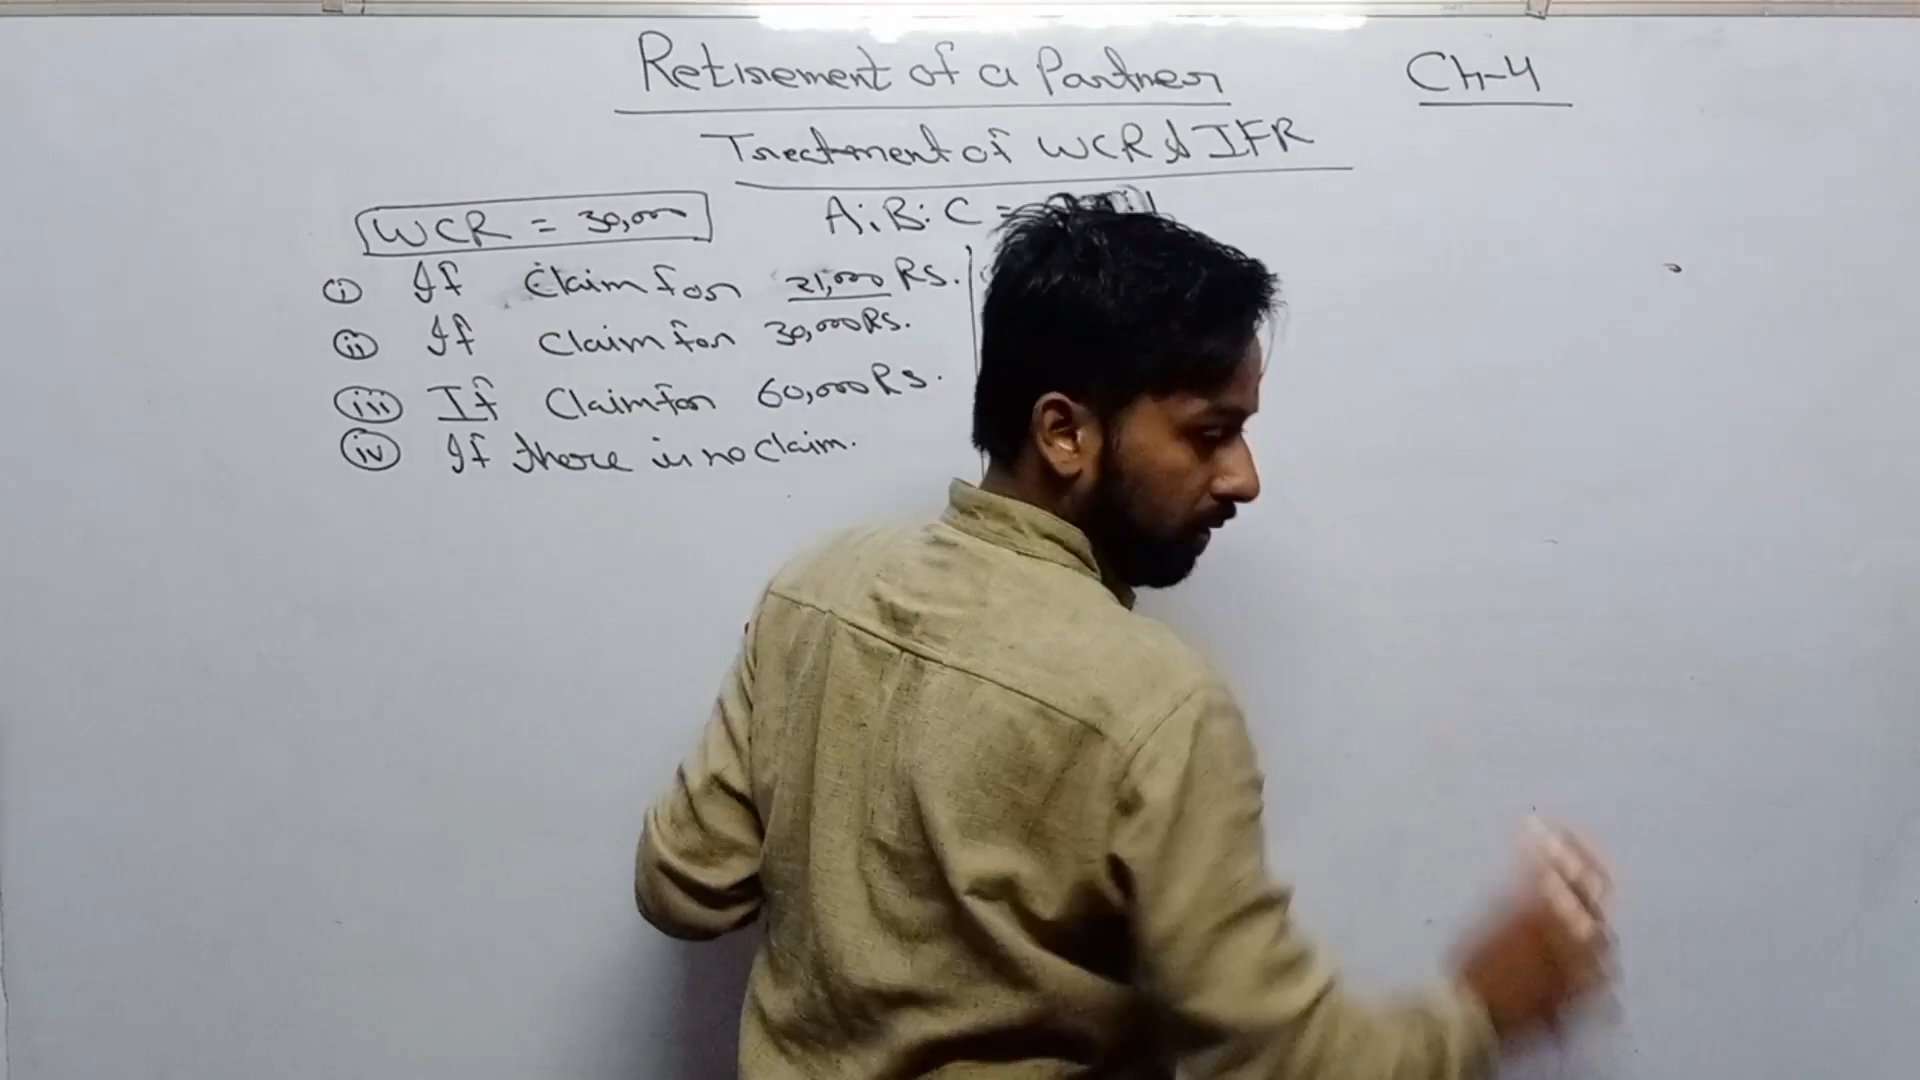 Retirement of a Partner
Ch-4
Treatment of WCR & IFR
WCR = 30,000
A:B:C =
(i) If Claim for 21,000 Rs.
(ii) If Claim for 30,000 Rs.
(iii) If Claim for 60,000 Rs.
(iv) If there is no Claim.